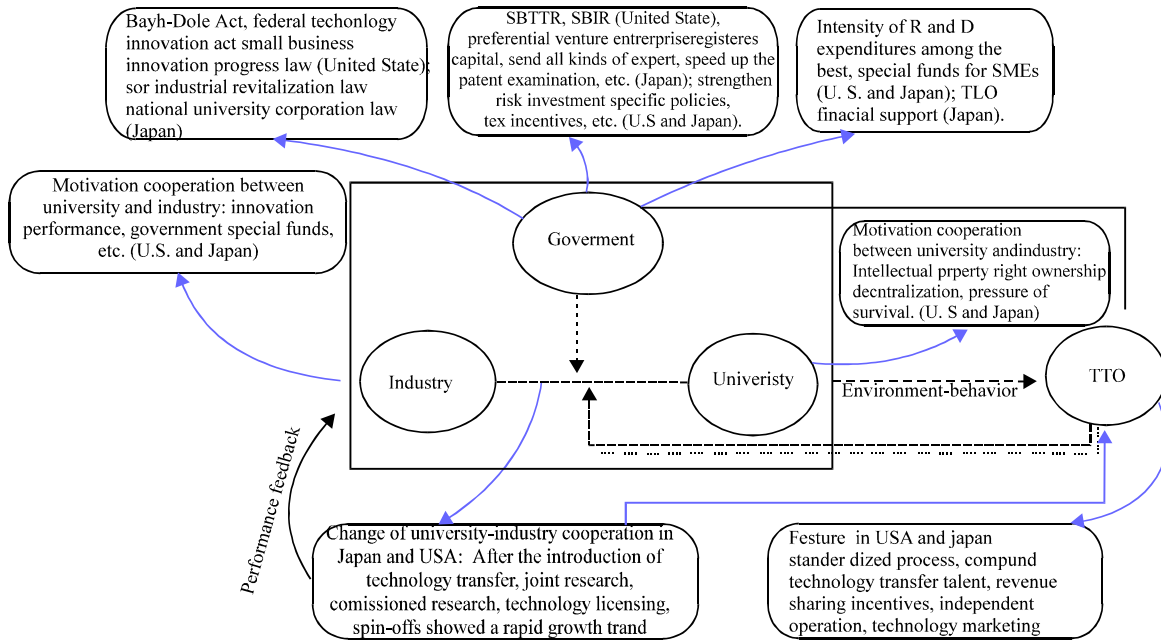 Bayh-Dole Act, federal techonlogy
innovation act small business
innovation progress law (United State);
sor industrial revitalization law
national university corporation law
(Japan)
SBTTR, SBIR (United State),
preferential venture entrerpriseregisteres
capital, send all kinds of expert, speed up the
patent examination, etc. (Japan); strengthen
risk investment specific policies,
tex incentives, etc. (U.S and Japan).
Intensity of R and D
expenditures among the
best, special funds for SMEs
(U. S. and Japan); TLO
finacial support (Japan).
Motivation cooperation between
university and industry: innovation
performance, government special funds,
etc. (U.S. and Japan)
Goverment
Motivation cooperation
between university andindustry:
Intellectual prperty right ownership
decntralization, pressure of
survival. (U. S and Japan)
Industry
Univeristy
Environment-behavior
TTO
Performance feedback
Change of university-industry cooperation in
Japan and USA: After the introduction of
technology transfer, joint research,
comissioned research, technology licensing,
spin-offs showed a rapid growth trand
Festure in USA and japan
stander dized process, compund
technology transfer talent, revenue
sharing incentives, independent
operation, technology marketing